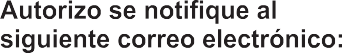 Autorizo se notifique al
siguiente correo electrónico: